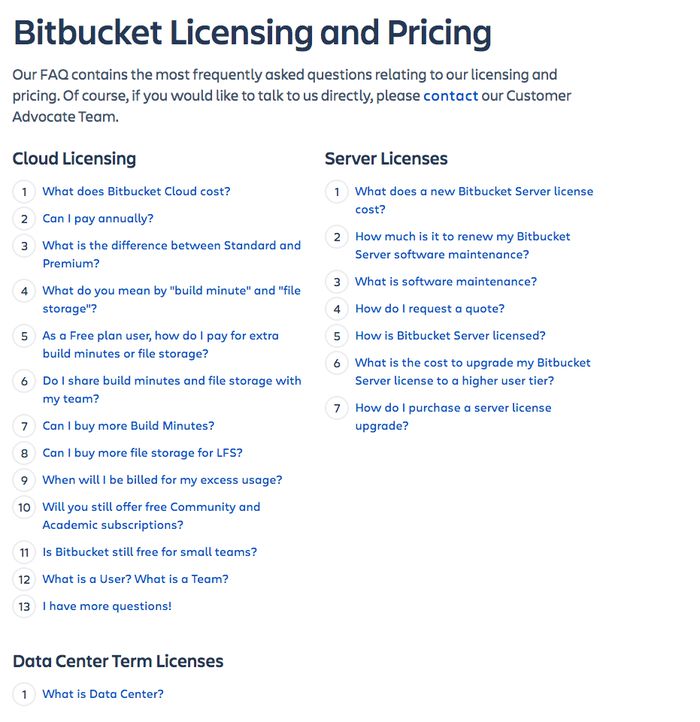 Bitbucket Licensing and Pricing
Our FAQ contains the most frequently asked questions relating to our licensing and
pricing. Of course, if you would like to talk to us directly, please contact our Customer
Advocate Team.
Cloud Licensing
1 What does Bitbucket Cloud cost?
2 Can I pay annually?
3 What is the difference between Standard and
Premium?
4 What do you mean by "build minute" and "file
storage"?
5 As a Free plan user, how do I pay for extra
build minutes or file storage?
6 Do I share build minutes and file storage with
my team?
7 Can I buy more Build Minutes?
8 Can I buy more file storage for LFS?
9 When will I be billed for my excess usage?
10 Will you still offer free Community and
Academic subscriptions?
11 Is Bitbucket still free for small teams?
12 What is a User? What is a Team?
13 I have more questions!
Server Licenses
1 What does a new Bitbucket Server license
cost?
2 How much is it to renew my Bitbucket
Server software maintenance?
3 What is software maintenance?
4 How do I request a quote?
5 How is Bitbucket Server licensed?
6 What is the cost to upgrade my Bitbucket
Server license to a higher user tier?
7 How do I purchase a server license
upgrade?
Data Center Term Licenses
1 What is Data Center?